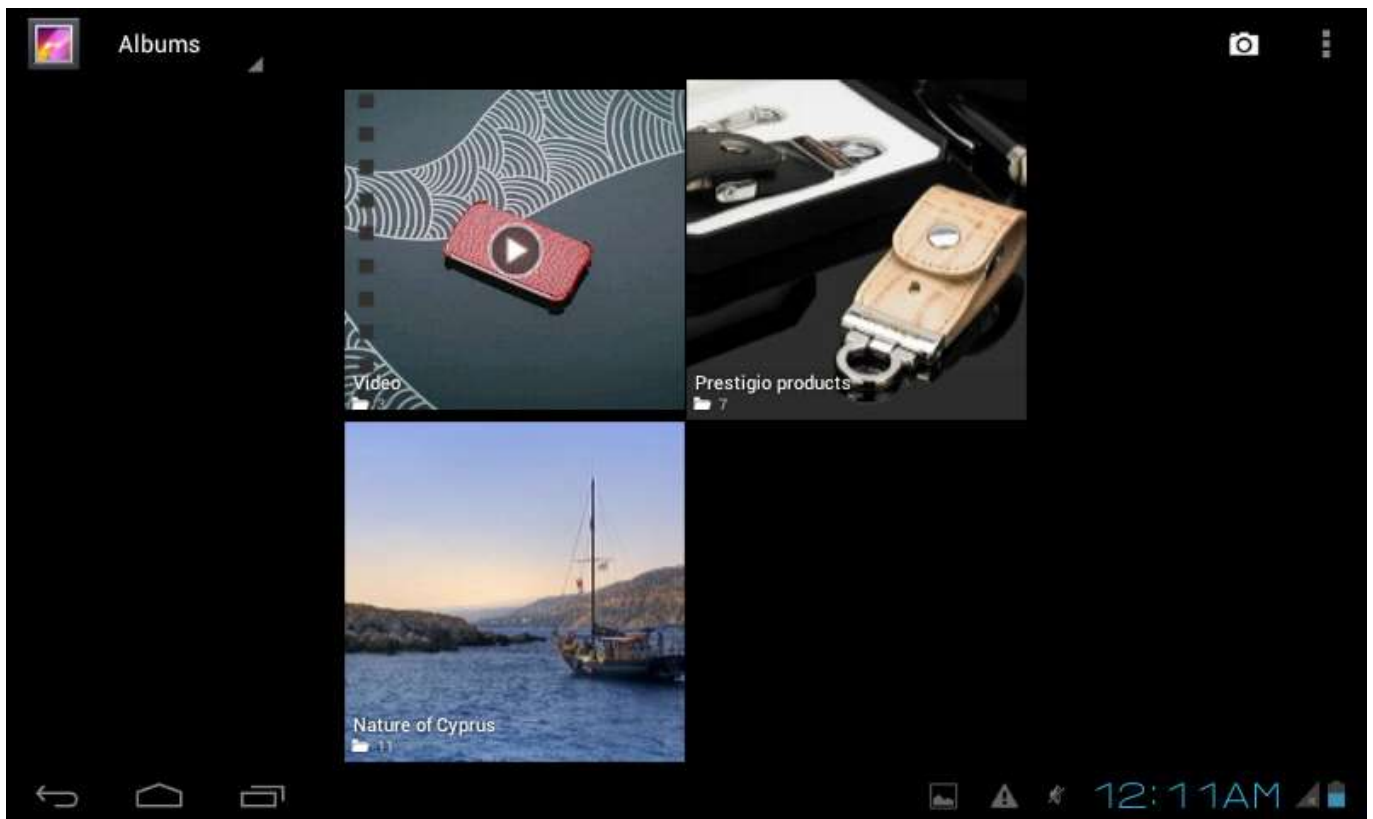 Albums
Video
Prestigio products
7
Nature of Cyprus
11
12:11AM